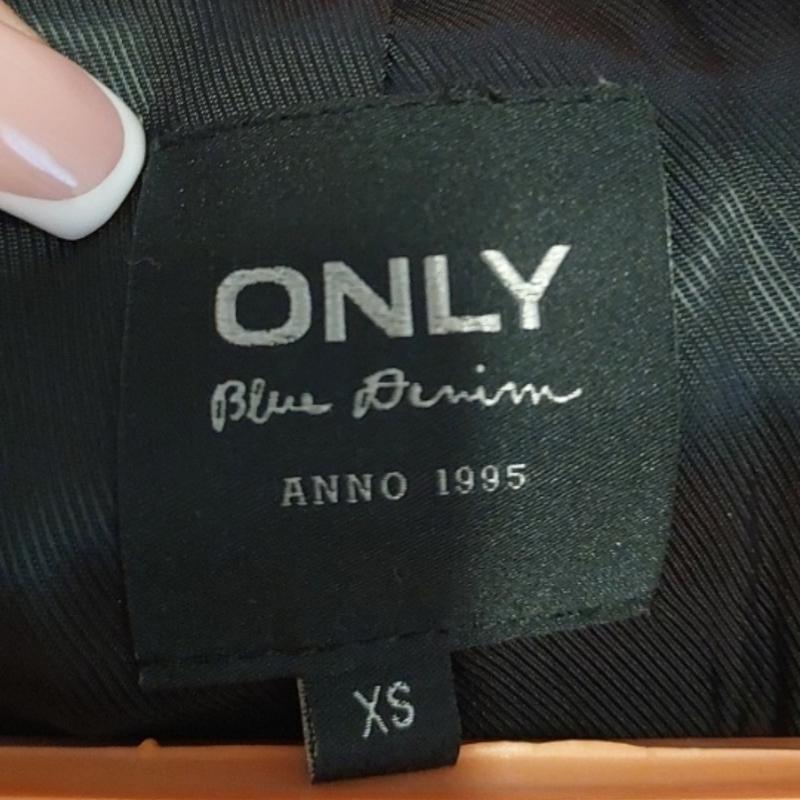 ONLY
Blue Denim
ANNO 1995
XS